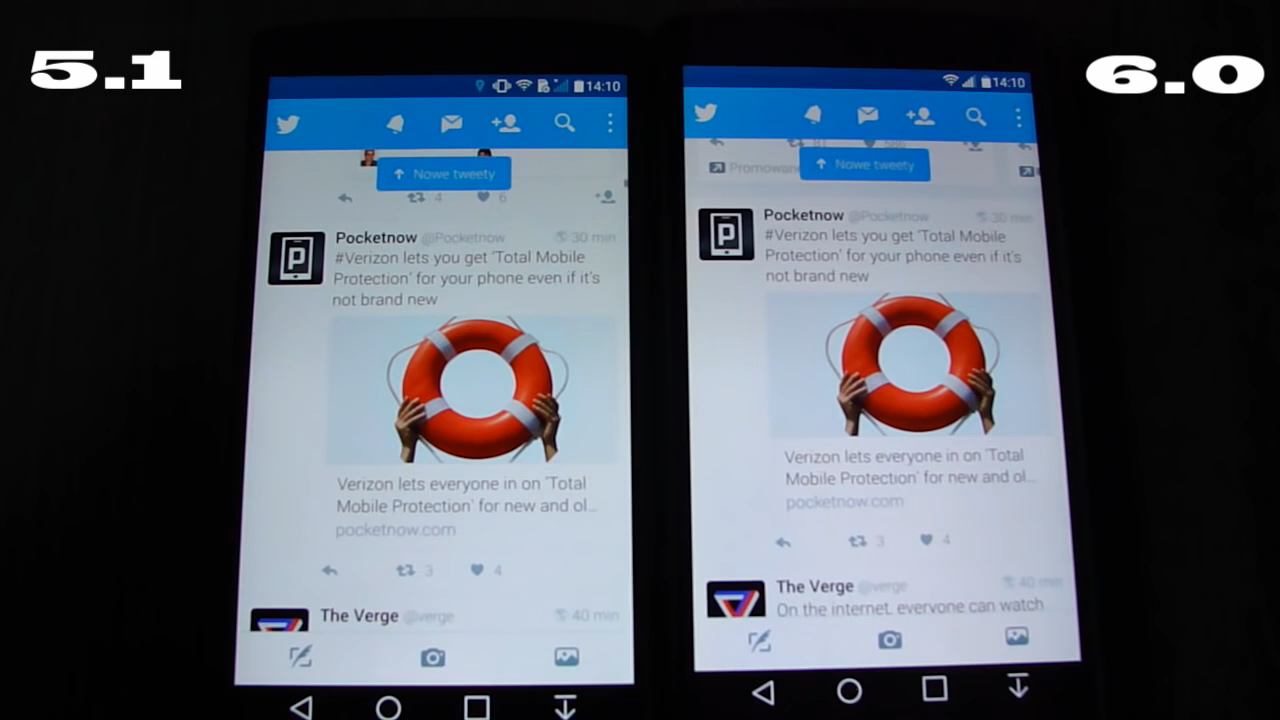 5.1
14:10
Nowe tweety
4 6
Pocketnow @Pocketnow 30 min
#Verizon lets you get 'Total Mobile
Protection' for your phone even if it's
not brand new
Verizon lets everyone in on 'Total
Mobile Protection' for new and ol...
pocketnow.com
3 4
The Verge @verge 40 min
6.0
14:10
Promowane
Nowe tweety
Pocketnow @Pocketnow 30 min
#Verizon lets you get 'Total Mobile
Protection' for your phone even if it's
not brand new
Verizon lets everyone in on 'Total
Mobile Protection' for new and ol...
pocketnow.com
3 4
The Verge @verge 40 min
On the internet, everyone can watch